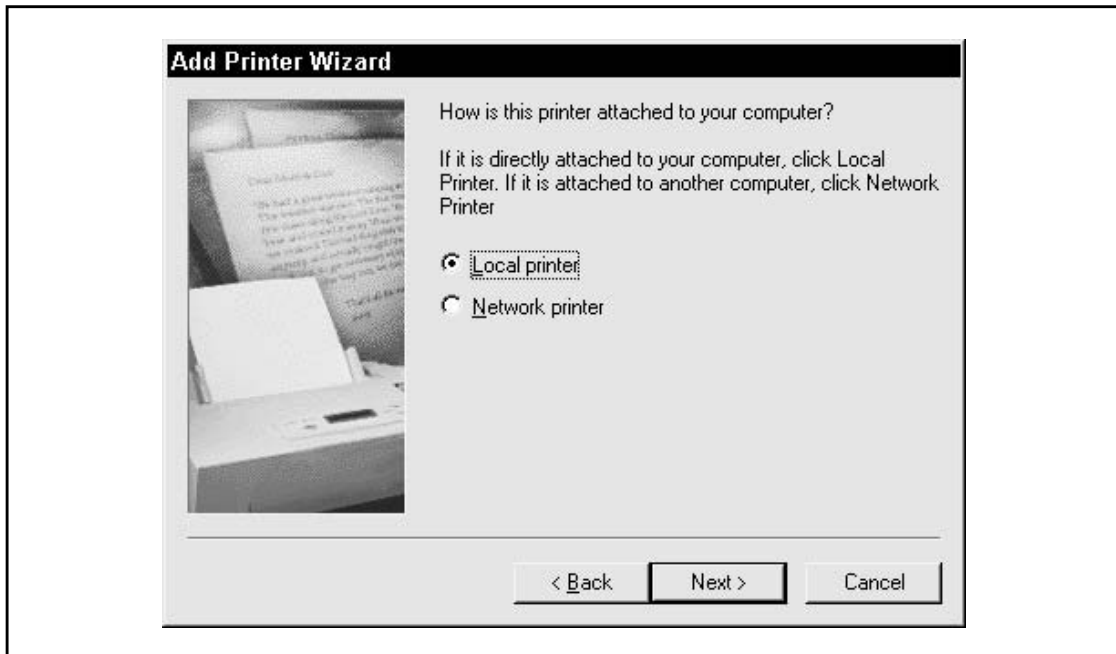 Add Printer Wizard
How is this printer attached to your computer?
If it is directly attached to your computer, click Local
Printer. If it is attached to another computer, click Network
Printer
Local printer
Network printer
< Back
Next >
Cancel